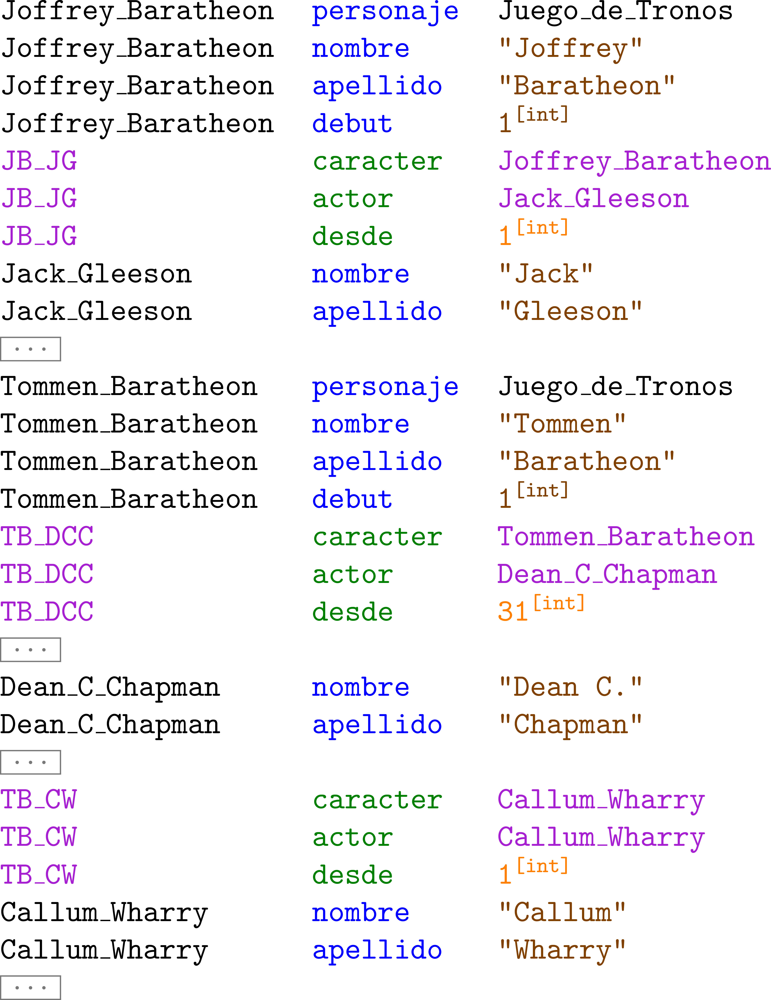 Joffrey_Baratheon personaje Juego_de_Tronos
Joffrey_Baratheon nombre "Joffrey"
Joffrey_Baratheon apellido "Baratheon"
Joffrey_Baratheon debut 1[int]
JB_JG caracter Joffrey_Baratheon
JB_JG actor Jack_Gleeson
JB_JG desde 1[int]
Jack_Gleeson nombre "Jack"
Jack_Gleeson apellido "Gleeson"
...
Tommen_Baratheon personaje Juego_de_Tronos
Tommen_Baratheon nombre "Tommen"
Tommen_Baratheon apellido "Baratheon"
Tommen_Baratheon debut 1[int]
TB_DCC caracter Tommen_Baratheon
TB_DCC actor Dean_C_Chapman
TB_DCC desde 31[int]
...
Dean_C_Chapman nombre "Dean C."
Dean_C_Chapman apellido "Chapman"
...
TB_CW caracter Callum_Wharry
TB_CW actor Callum_Wharry
TB_CW desde 1[int]
Callum_Wharry nombre "Callum"
Callum_Wharry apellido "Wharry"
...